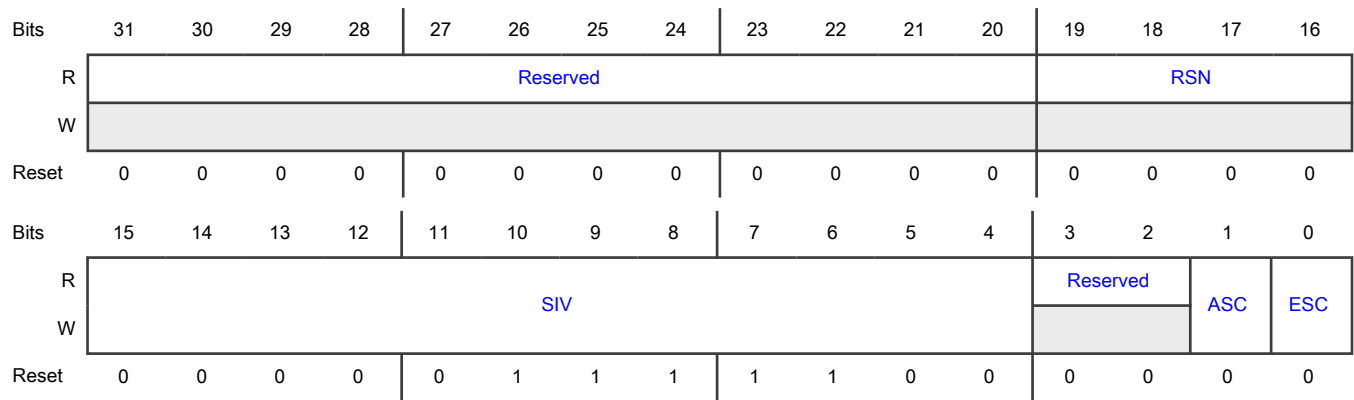 Bits 31 30 29 28 27 26 25 24 23 22 21 20 19 18 17 16
R Reserved RSN
W
Reset 0 0 0 0 0 0 0 0 0 0 0 0 0 0 0 0
Bits 15 14 13 12 11 10 9 8 7 6 5 4 3 2 1 0
R Reserved
SIV ASC ESC
W
Reset 0 0 0 0 0 1 1 1 1 1 0 0 0 0 0 0